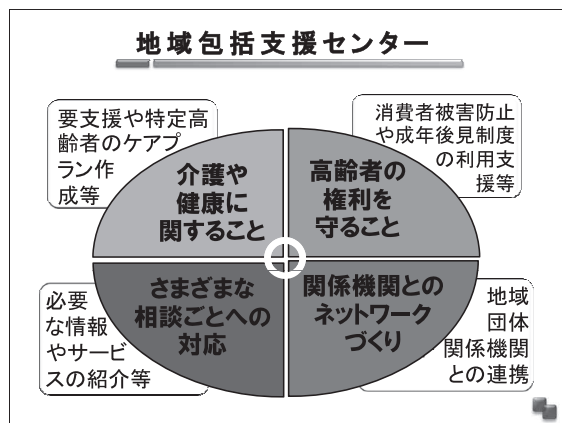 地域包括支援センター
要支援や特定高
齢者のケアプ
ラン作
成等
介護や
健康に
関すること
消費者被害防止
や成年後見制度
の利用支
援等
高齢者の
権利を
守ること
必要
な情報
やサービ
スの紹介等
さまざまな
相談ごとへの
対応
関係機関との
ネットワーク
づくり
地域
団体
関係機関
との連携